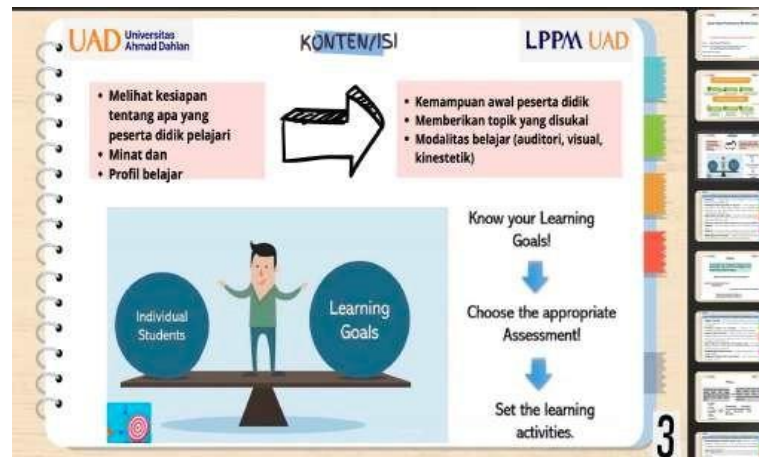 UAD Universitas
Ahmad Dahlan
KONTEN/ISI
LPPM UAD
• Melihat kesiapan
tentang apa yang
peserta didik pelajari
• Minat dan
• Profil belajar
• Kemampuan awal peserta didik
• Memberikan topik yang disukai
• Modalitas belajar (auditori, visual,
kinestetik)
Individual
Students
Learning
Goals
Know your Learning
Goals!
Choose the appropriate
Assessment!
Set the learning
activities.
3